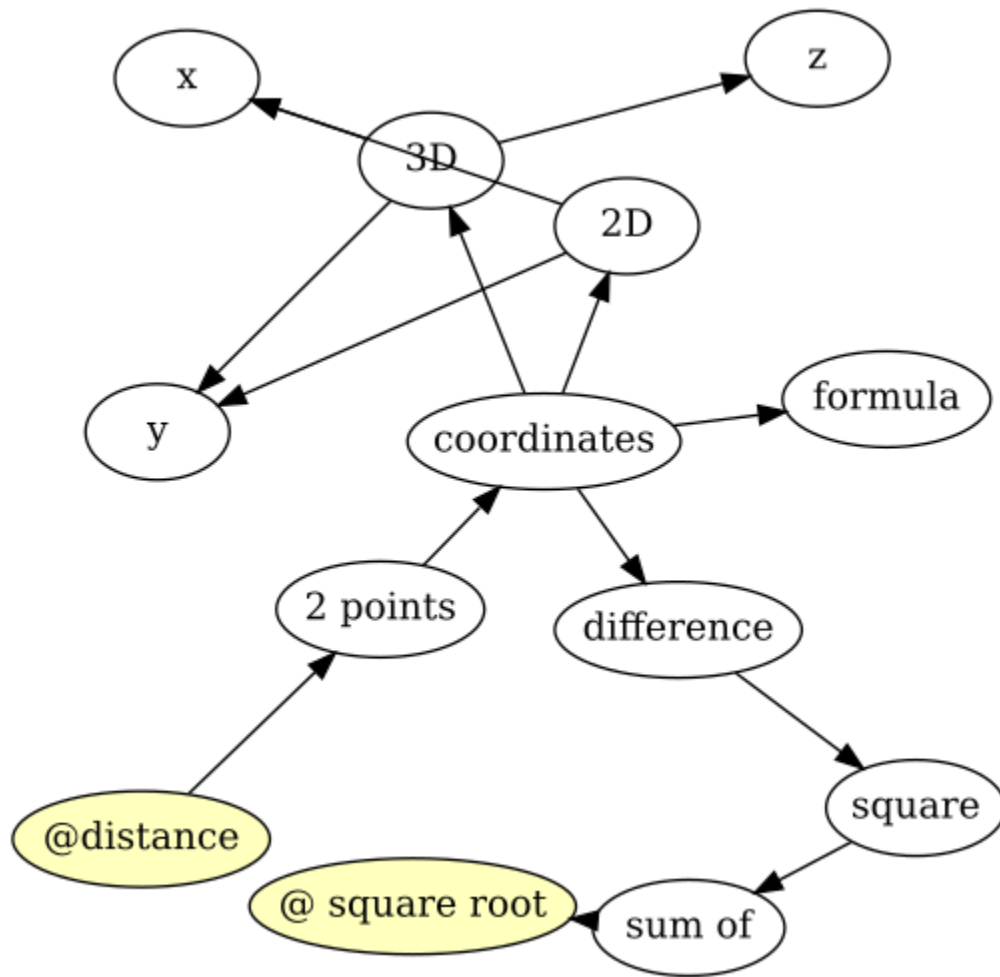 z
x
3D
2D
formula
y
coordinates
2 points
difference
square
@distance
@ square root
sum of